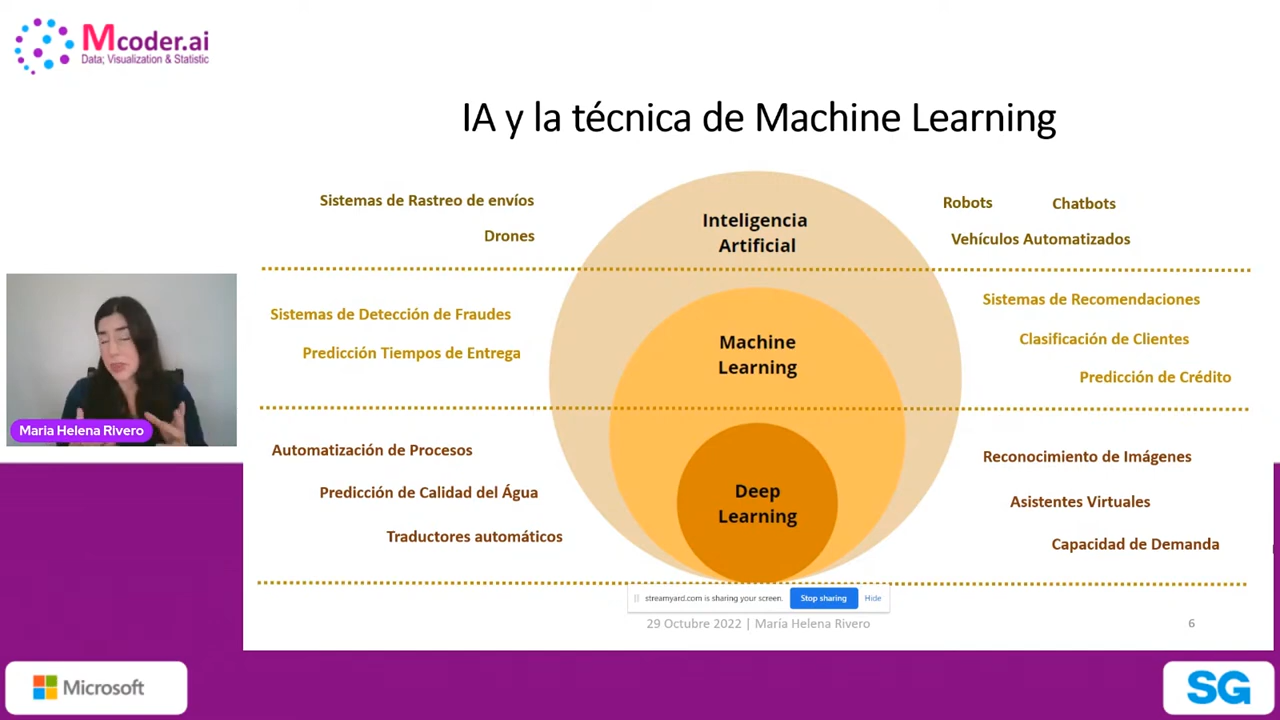 Mcoder.ai
Data; Visualization & Statistic
IA y la técnica de Machine Learning
Sistemas de Rastreo de envíos
Drones
Inteligencia
Artificial
Robots
Chatbots
Vehículos Automatizados
Sistemas de Detección de Fraudes
Predicción Tiempos de Entrega
Machine
Learning
Sistemas de Recomendaciones
Clasificación de Clientes
Predicción de Crédito
Maria Helena Rivero
Automatización de Procesos
Predicción de Calidad del Água
Traductores automáticos
Deep
Learning
Reconocimiento de Imágenes
Asistentes Virtuales
Capacidad de Demanda
streamyard.com is sharing your screen.
Stop sharing
Hide
29 Octubre 2022 | María Helena Rivero
6
Microsoft
SG